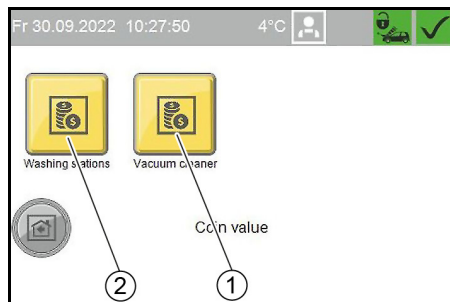 Fr 30.09.2022 10:27:50 4°C
Washing stations Vacuum cleaner
Coin value
2 1